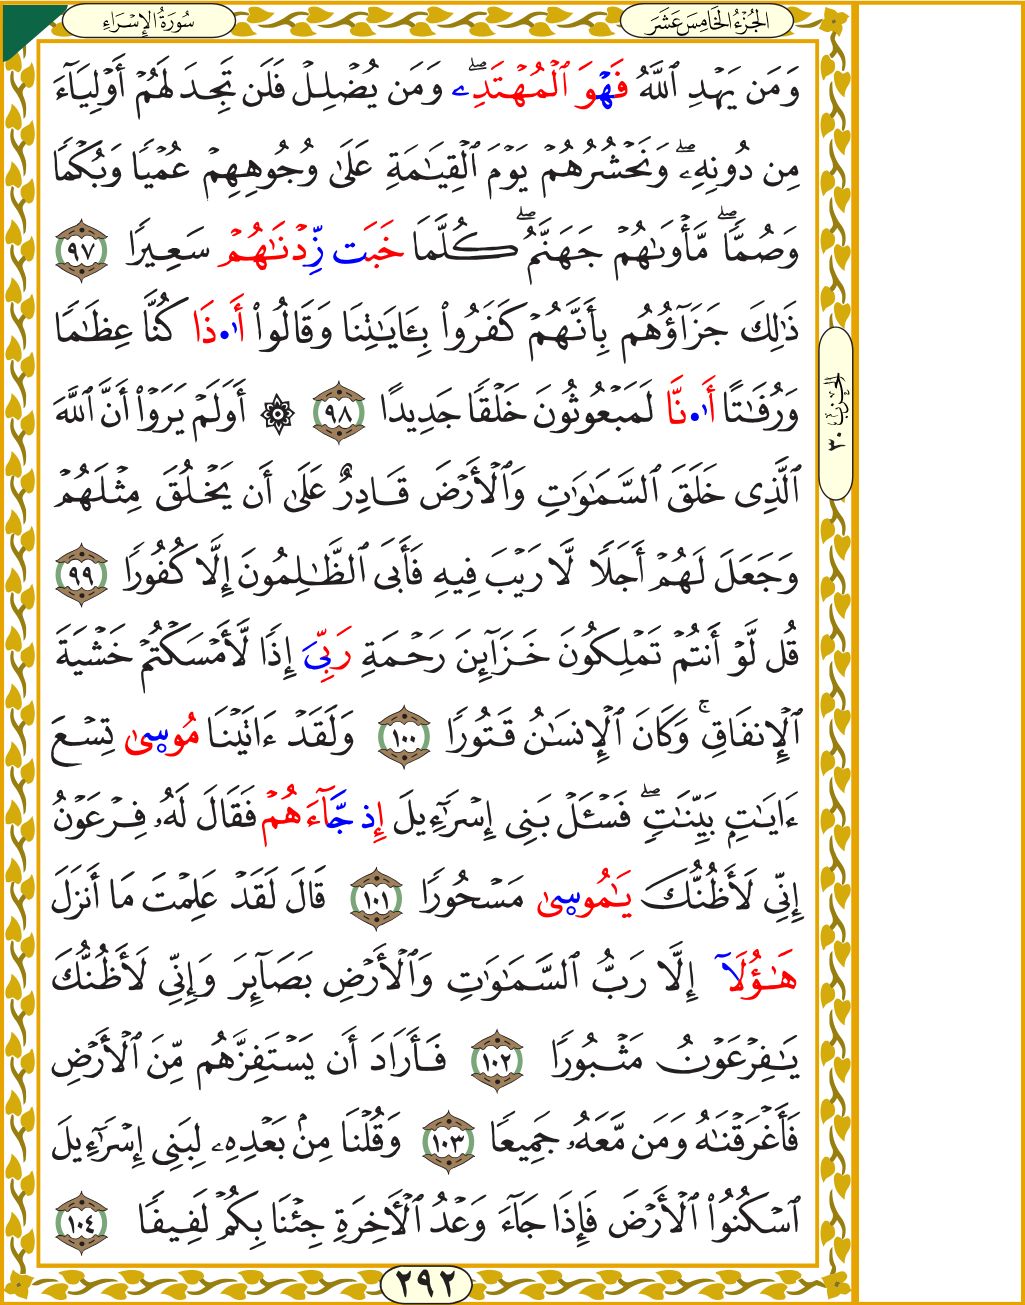 سُورَةُ الإِسْرَاءِ
الجُزْءُ الخَامِسَ عَشَرَ
وَمَن يَهْدِ ٱللَّهُ فَهْوَ ٱلْمُهْتَدِۦۖ وَمَن يُضْلِلْ فَلَن تَجِدَ لَهُمْ أَوْلِيَآءَ
مِن دُونِهِۦۖ وَنَحْشُرُهُمْ يَوْمَ ٱلْقِيَٰمَةِ عَلَىٰ وُجُوهِهِمْ عُمْيًا وَبُكْمًا
وَصُمًّاۖ مَّأْوَىٰهُمْ جَهَنَّمُۖ كُلَّمَا خَبَت زِّدْنَٰهُمْ سَعِيرًا ٩٧
ذَٰلِكَ جَزَآؤُهُم بِأَنَّهُمْ كَفَرُوا۟ بِـَٔايَٰتِنَا وَقَالُوٓا۟ أَا۟ذَا كُنَّا عِظَٰمًا
وَرُفَٰتًا أَا۟نَّا لَمَبْعُوثُونَ خَلْقًا جَدِيدًا ٩٨ ۞ أَوَلَمْ يَرَوْا۟ أَنَّ ٱللَّهَ
ٱلَّذِى خَلَقَ ٱلسَّمَٰوَٰتِ وَٱلْأَرْضَ قَادِرٌ عَلَىٰٓ أَن يَخْلُقَ مِثْلَهُمْ
وَجَعَلَ لَهُمْ أَجَلًا لَّا رَيْبَ فِيهِ فَأَبَى ٱلظَّٰلِمُونَ إِلَّا كُفُورًا ٩٩
قُل لَّوْ أَنتُمْ تَمْلِكُونَ خَزَآئِنَ رَحْمَةِ رَبِّىَ إِذًا لَّأَمْسَكْتُمْ خَشْيَةَ
ٱلْإِنفَاقِۚ وَكَانَ ٱلْإِنسَٰنُ قَتُورًا ١٠٠ وَلَقَدْ ءَاتَيْنَا مُوسَىٰ تِسْعَ
ءَايَٰتٍۭ بَيِّنَٰتٍۖ فَسْـَٔلْ بَنِىٓ إِسْرَٰٓءِيلَ إِذ جَّآءَهُمْ فَقَالَ لَهُۥ فِرْعَوْنُ
إِنِّى لَأَظُنُّكَ يَٰمُوسَىٰ مَسْحُورًا ١٠١ قَالَ لَقَدْ عَلِمْتَ مَآ أَنزَلَ
هَٰٓؤُلَآ إِلَّا رَبُّ ٱلسَّمَٰوَٰتِ وَٱلْأَرْضِ بَصَآئِرَ وَإِنِّى لَأَظُنُّكَ
يَٰفِرْعَوْنُ مَثْبُورًا ١٠٢ فَأَرَادَ أَن يَسْتَفِزَّهُم مِّنَ ٱلْأَرْضِ
فَأَغْرَقْنَٰهُ وَمَن مَّعَهُۥ جَمِيعًا ١٠٣ وَقُلْنَا مِنۢ بَعْدِهِۦ لِبَنِىٓ إِسْرَٰٓءِيلَ
ٱسْكُنُوا۟ ٱلْأَرْضَ فَإِذَا جَآءَ وَعْدُ ٱلْـَٔاخِرَةِ جِئْنَا بِكُمْ لَفِيفًا ١٠٤
الحِزْبُ ٣٠
٢٩٢